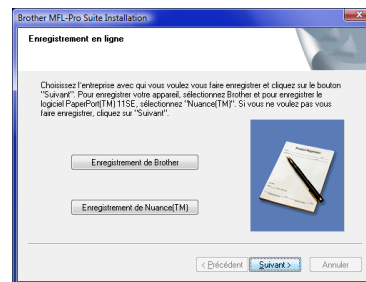 Brother MFL-Pro Suite Installation
Enregistrement en ligne
Choisissez l'entreprise avec qui vous voulez vous faire enregistrer et cliquez sur le bouton
"Suivant". Pour enregistrer votre appareil, sélectionnez Brother et pour enregistrer le
logiciel PaperPort(TM) 11SE, sélectionnez "Nuance(TM)". Si vous ne voulez pas vous
faire enregistrer, cliquez sur "Suivant".
Enregistrement de Brother
Enregistrement de Nuance(TM)
< Précédent
Suivant >
Annuler